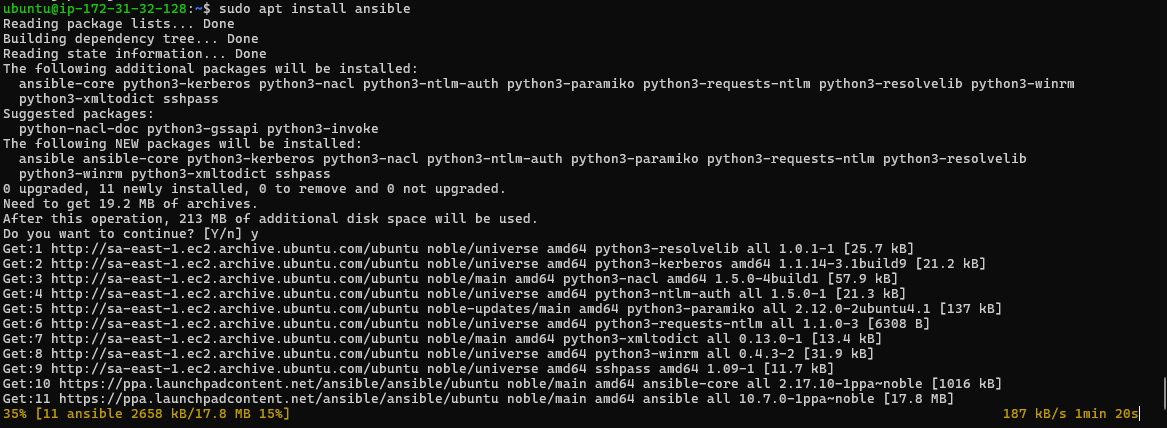 ubuntu@ip-172-31-32-128:~$ sudo apt install ansible
Reading package lists... Done
Building dependency tree... Done
Reading state information... Done
The following additional packages will be installed:
  ansible-core python3-kerberos python3-nacl python3-ntlm-auth python3-paramiko python3-requests-ntlm python3-resolvelib python3-winrm
  python3-xmltodict sshpass
Suggested packages:
  python-nacl-doc python3-gssapi python3-invoke
The following NEW packages will be installed:
  ansible ansible-core python3-kerberos python3-nacl python3-ntlm-auth python3-paramiko python3-requests-ntlm python3-resolvelib
  python3-winrm python3-xmltodict sshpass
0 upgraded, 11 newly installed, 0 to remove and 0 not upgraded.
Need to get 19.2 MB of archives.
After this operation, 213 MB of additional disk space will be used.
Do you want to continue? [Y/n] y
Get:1 http://sa-east-1.ec2.archive.ubuntu.com/ubuntu noble/universe amd64 python3-resolvelib all 1.0.1-1 [25.7 kB]
Get:2 http://sa-east-1.ec2.archive.ubuntu.com/ubuntu noble/universe amd64 python3-kerberos amd64 1.1.14-3.1build9 [21.2 kB]
Get:3 http://sa-east-1.ec2.archive.ubuntu.com/ubuntu noble/main amd64 python3-nacl amd64 1.5.0-4build1 [57.9 kB]
Get:4 http://sa-east-1.ec2.archive.ubuntu.com/ubuntu noble/universe amd64 python3-ntlm-auth all 1.5.0-1 [21.3 kB]
Get:5 http://sa-east-1.ec2.archive.ubuntu.com/ubuntu noble-updates/main amd64 python3-paramiko all 2.12.0-2ubuntu4.1 [137 kB]
Get:6 http://sa-east-1.ec2.archive.ubuntu.com/ubuntu noble/universe amd64 python3-requests-ntlm all 1.1.0-3 [6308 B]
Get:7 http://sa-east-1.ec2.archive.ubuntu.com/ubuntu noble/main amd64 python3-xmltodict all 0.13.0-1 [13.4 kB]
Get:8 http://sa-east-1.ec2.archive.ubuntu.com/ubuntu noble/universe amd64 python3-winrm all 0.4.3-2 [31.9 kB]
Get:9 http://sa-east-1.ec2.archive.ubuntu.com/ubuntu noble/universe amd64 sshpass amd64 1.09-1 [11.7 kB]
Get:10 https://ppa.launchpadcontent.net/ansible/ansible/ubuntu noble/main amd64 ansible-core all 2.17.10-1ppa~noble [1016 kB]
Get:11 https://ppa.launchpadcontent.net/ansible/ansible/ubuntu noble/main amd64 ansible all 10.7.0-1ppa~noble [17.8 MB]
35% [11 ansible 2658 kB/17.8 MB 15%] 187 kB/s 1min 20s